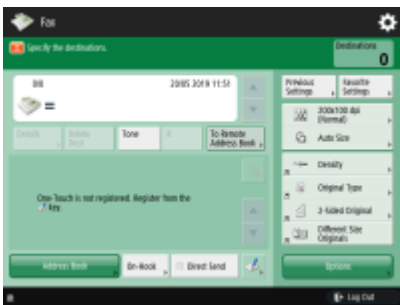 Fax
Specify the destinations.
Destinations
0
20/05 2019 11:51
Previous Settings
Favorite Settings
200x100 dpi
(Normal)
Auto Size
Details
Delete Dest.
Tone
R
To Remote
Address Book
Density
Original Type
2-Sided Original
Different Size
Originals
One-Touch is not registered. Register from the
key.
Address Book
On-Hook
Direct Send
Options
Log Out